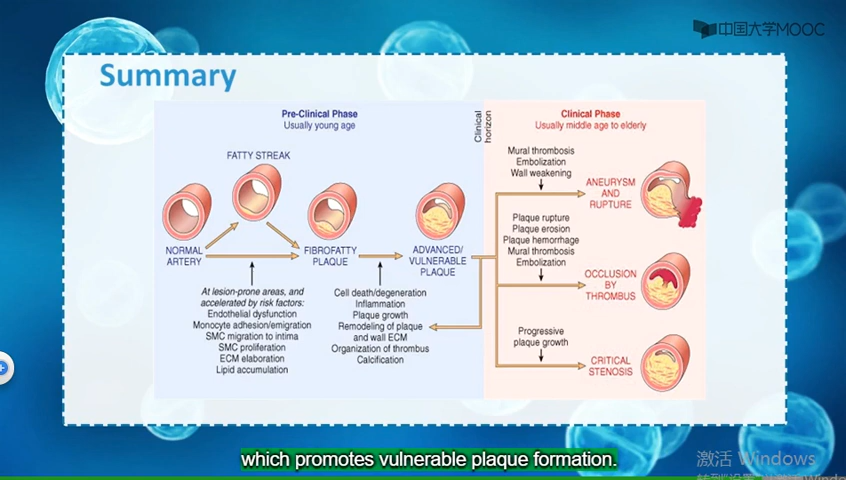 中国大学MOOC
Summary
Pre-Clinical Phase
Usually young age
Clinical
horizon
Clinical Phase
Usually middle age to elderly
FATTY STREAK
NORMAL
ARTERY
FIBROFATTY
PLAQUE
ADVANCED/
VULNERABLE
PLAQUE
At lesion-prone areas, and
accelerated by risk factors:
Endothelial dysfunction
Monocyte adhesion/emigration
SMC migration to intima
SMC proliferation
ECM elaboration
Lipid accumulation
Cell death/degeneration
Inflammation
Plaque growth
Remodeling of plaque
and wall ECM
Organization of thrombus
Calcification
Mural thrombosis
Embolization
Wall weakening
ANEURYSM
AND
RUPTURE
Plaque rupture
Plaque erosion
Plaque hemorrhage
Mural thrombosis
Embolization
OCCLUSION
BY
THROMBUS
Progressive
plaque growth
CRITICAL
STENOSIS
which promotes vulnerable plaque formation.
激活 Windows